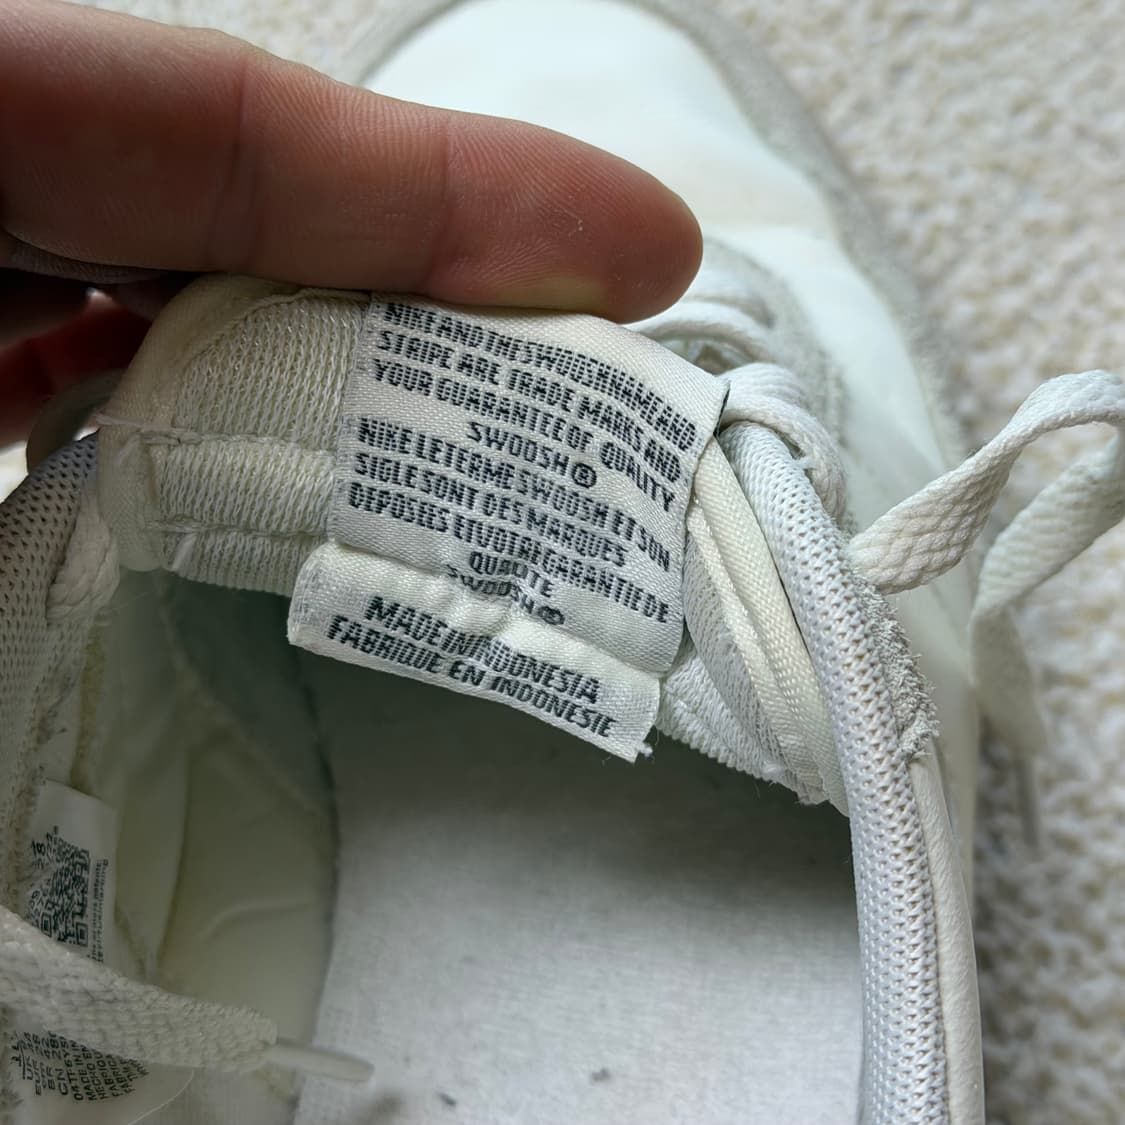 NIKE AND THE SWOOSH NAME AND
STRIPE ARE TRADE MARKS AND
YOUR GUARANTEE OF QUALITY
SWOOSH®
NIKE LE TERME SWOOSH ET SON
SIGLE SONT DES MARQUES
DEPOSEES ET VOTRE GARANTIE DE
QUALITE
SWOOSH®
MADE IN INDONESIA
FABRIQUE EN INDONESIE